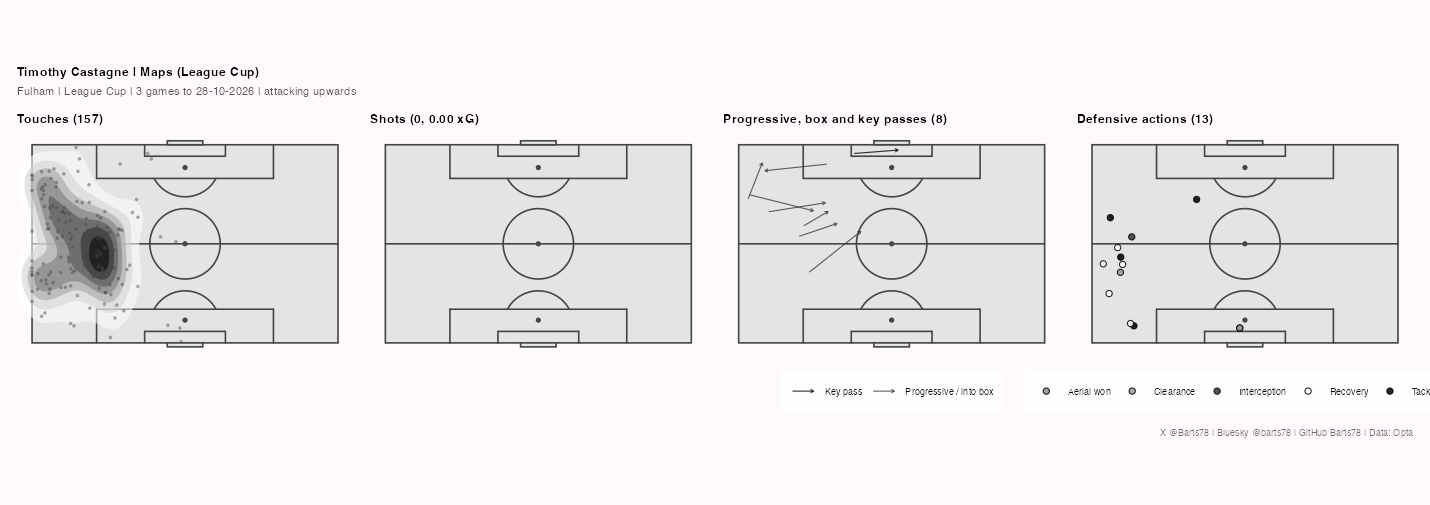 Timothy Castagne | Maps (League Cup)
Fulham | League Cup | 3 games to 28-10-2026 | attacking upwards
Touches (157)
Shots (0, 0.00 xG)
Progressive, box and key passes (8)
Defensive actions (13)
Key pass
Progressive / into box
Aerial won
Clearance
Interception
Recovery
Tack
X @Barts78 | Bluesky @barts78 | GitHub Barts78 | Data: Opta